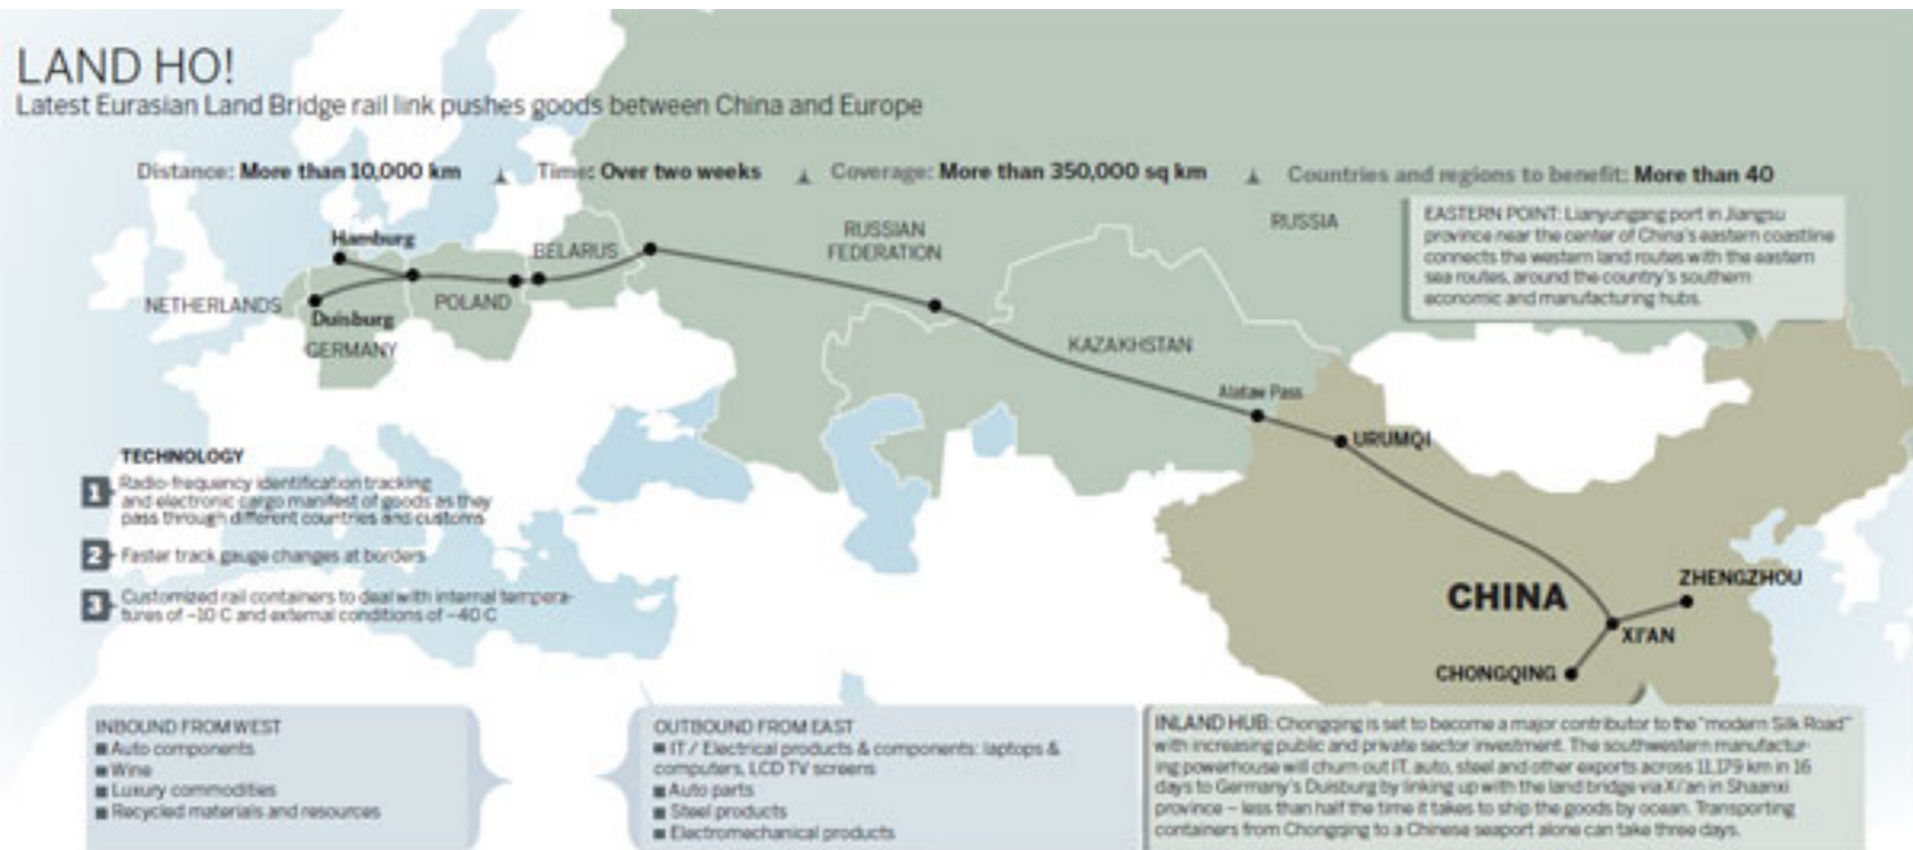 LAND HO!
Latest Eurasian Land Bridge rail link pushes goods between China and Europe
Distance: More than 10,000 km
Time: Over two weeks
Coverage: More than 350,000 sq km
Countries and regions to benefit: More than 40
EASTERN POINT: Lianyungang port in Jiangsu
province near the center of China's eastern coastline
connects the western land routes with the eastern
sea routes, around the country's southern
economic and manufacturing hubs.
RUSSIA
RUSSIAN
FEDERATION
Hamburg
BELARUS
NETHERLANDS
POLAND
Duisburg
GERMANY
KAZAKHSTAN
Alataw Pass
URUMQI
CHINA
ZHENGZHOU
XI'AN
CHONGQING
TECHNOLOGY
1 Radio-frequency identification tracking
and electronic cargo manifest of goods as they
pass through different countries and customs
2 Faster track gauge changes at borders
3 Customized rail containers to deal with internal tempera-
tures of –10 C and external conditions of –40 C
INBOUND FROM WEST
■ Auto components
■ Wine
■ Luxury commodities
■ Recycled materials and resources
OUTBOUND FROM EAST
■ IT / Electrical products & components: laptops &
computers, LCD TV screens
■ Auto parts
■ Steel products
■ Electromechanical products
INLAND HUB: Chongqing is set to become a major contributor to the "modern Silk Road"
with increasing public and private sector investment. The southwestern manufactur-
ing powerhouse will churn out IT, auto, steel and other exports across 11,179 km in 16
days to Germany's Duisburg by linking up with the land bridge via Xi'an in Shaanxi
province – less than half the time it takes to ship the goods by ocean. Transporting
containers from Chongqing to a Chinese seaport alone can take three days.